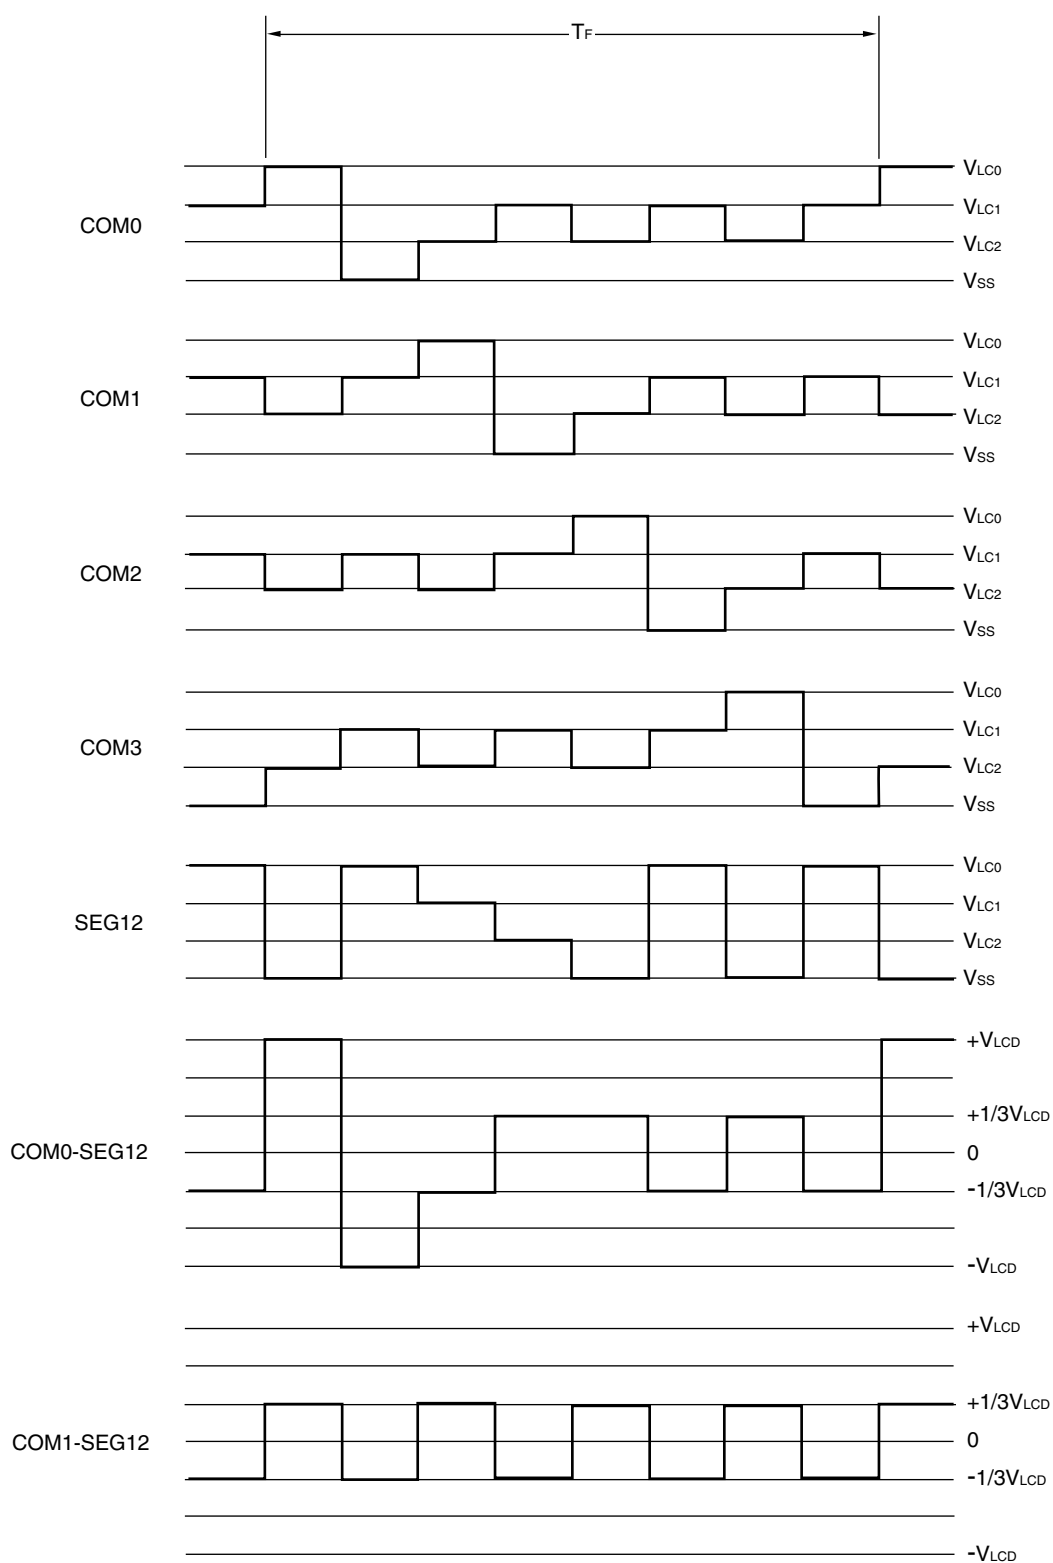 TF
COM0
VLC0
VLC1
VLC2
VSS
COM1
VLC0
VLC1
VLC2
VSS
COM2
VLC0
VLC1
VLC2
VSS
COM3
VLC0
VLC1
VLC2
VSS
SEG12
VLC0
VLC1
VLC2
VSS
COM0-SEG12
+VLCD
+1/3VLCD
0
-1/3VLCD
-VLCD
COM1-SEG12
+VLCD
+1/3VLCD
0
-1/3VLCD
-VLCD